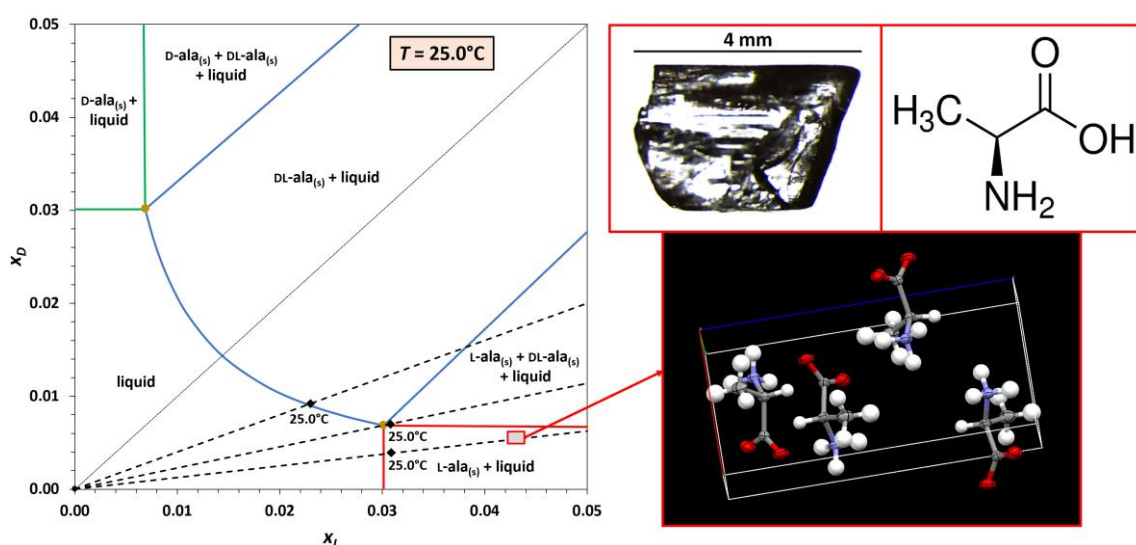 0.05
0.04
0.03
0.02
0.01
0.00
x_D
0.00
0.01
0.02
0.03
0.04
0.05
x_L
T = 25.0°C
D-ala(s) + DL-ala(s)
+ liquid
D-ala(s) +
liquid
DL-ala(s) + liquid
liquid
L-ala(s) + DL-ala(s)
+ liquid
25.0°C
25.0°C
25.0°C
L-ala(s) + liquid
4 mm
O
H₃C
OH
NH₂